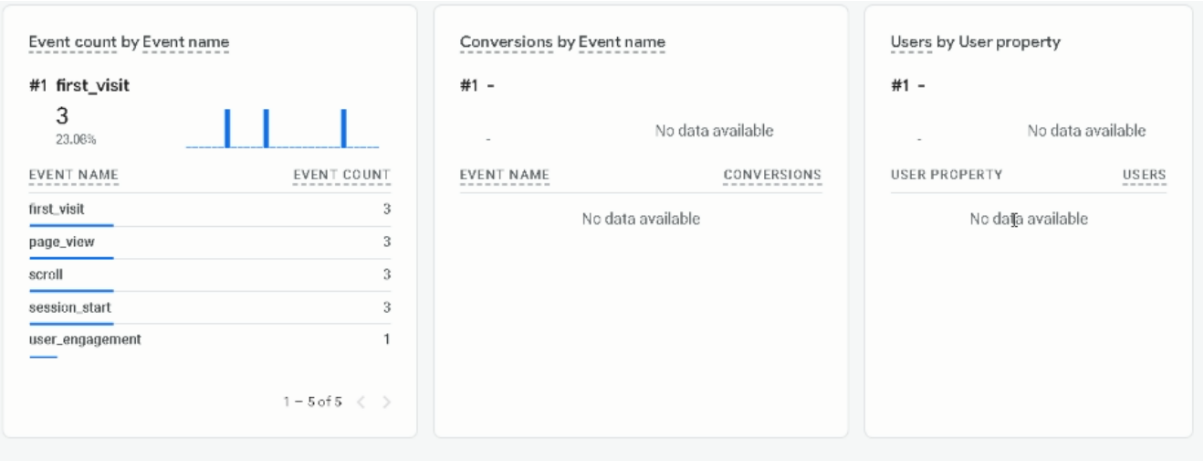 Event count by Event name
#1 first_visit
3
23.08%
EVENT NAME EVENT COUNT
first_visit 3
page_view 3
scroll 3
session_start 3
user_engagement 1
1 – 5 of 5
Conversions by Event name
#1 -
-
No data available
EVENT NAME CONVERSIONS
No data available
Users by User property
#1 -
-
No data available
USER PROPERTY USERS
No data available